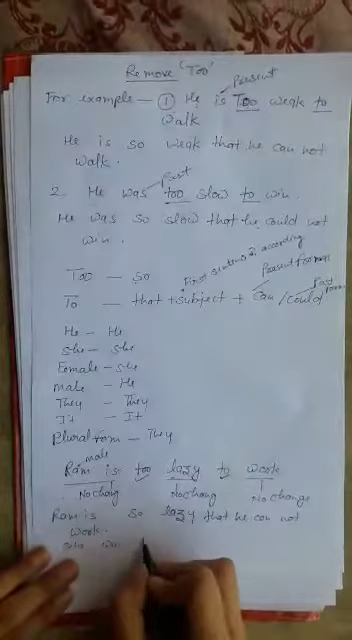 Remove "Too"
Present
For example — ① He is Too weak to
walk
He is so weak that he can not
walk.
Past
2. He was too slow to win.
He was so slow that he could not
win.
Too — so
First sentence according
Present form
To — that + subject + can / could
Past form
He — He
She — She
Female — She
Male — He
They — They
It — It
Plural form — They
male
Ram is too lazy to work
No chang No chang No change
Ram is so lazy that he can not
work.